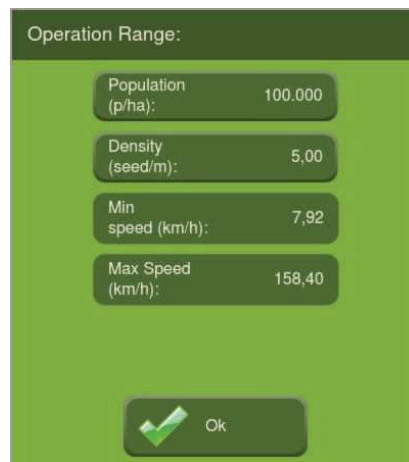 Operation Range:
Population
(p/ha):
100.000
Density
(seed/m):
5,00
Min
speed (km/h):
7,92
Max Speed
(km/h):
158,40
Ok